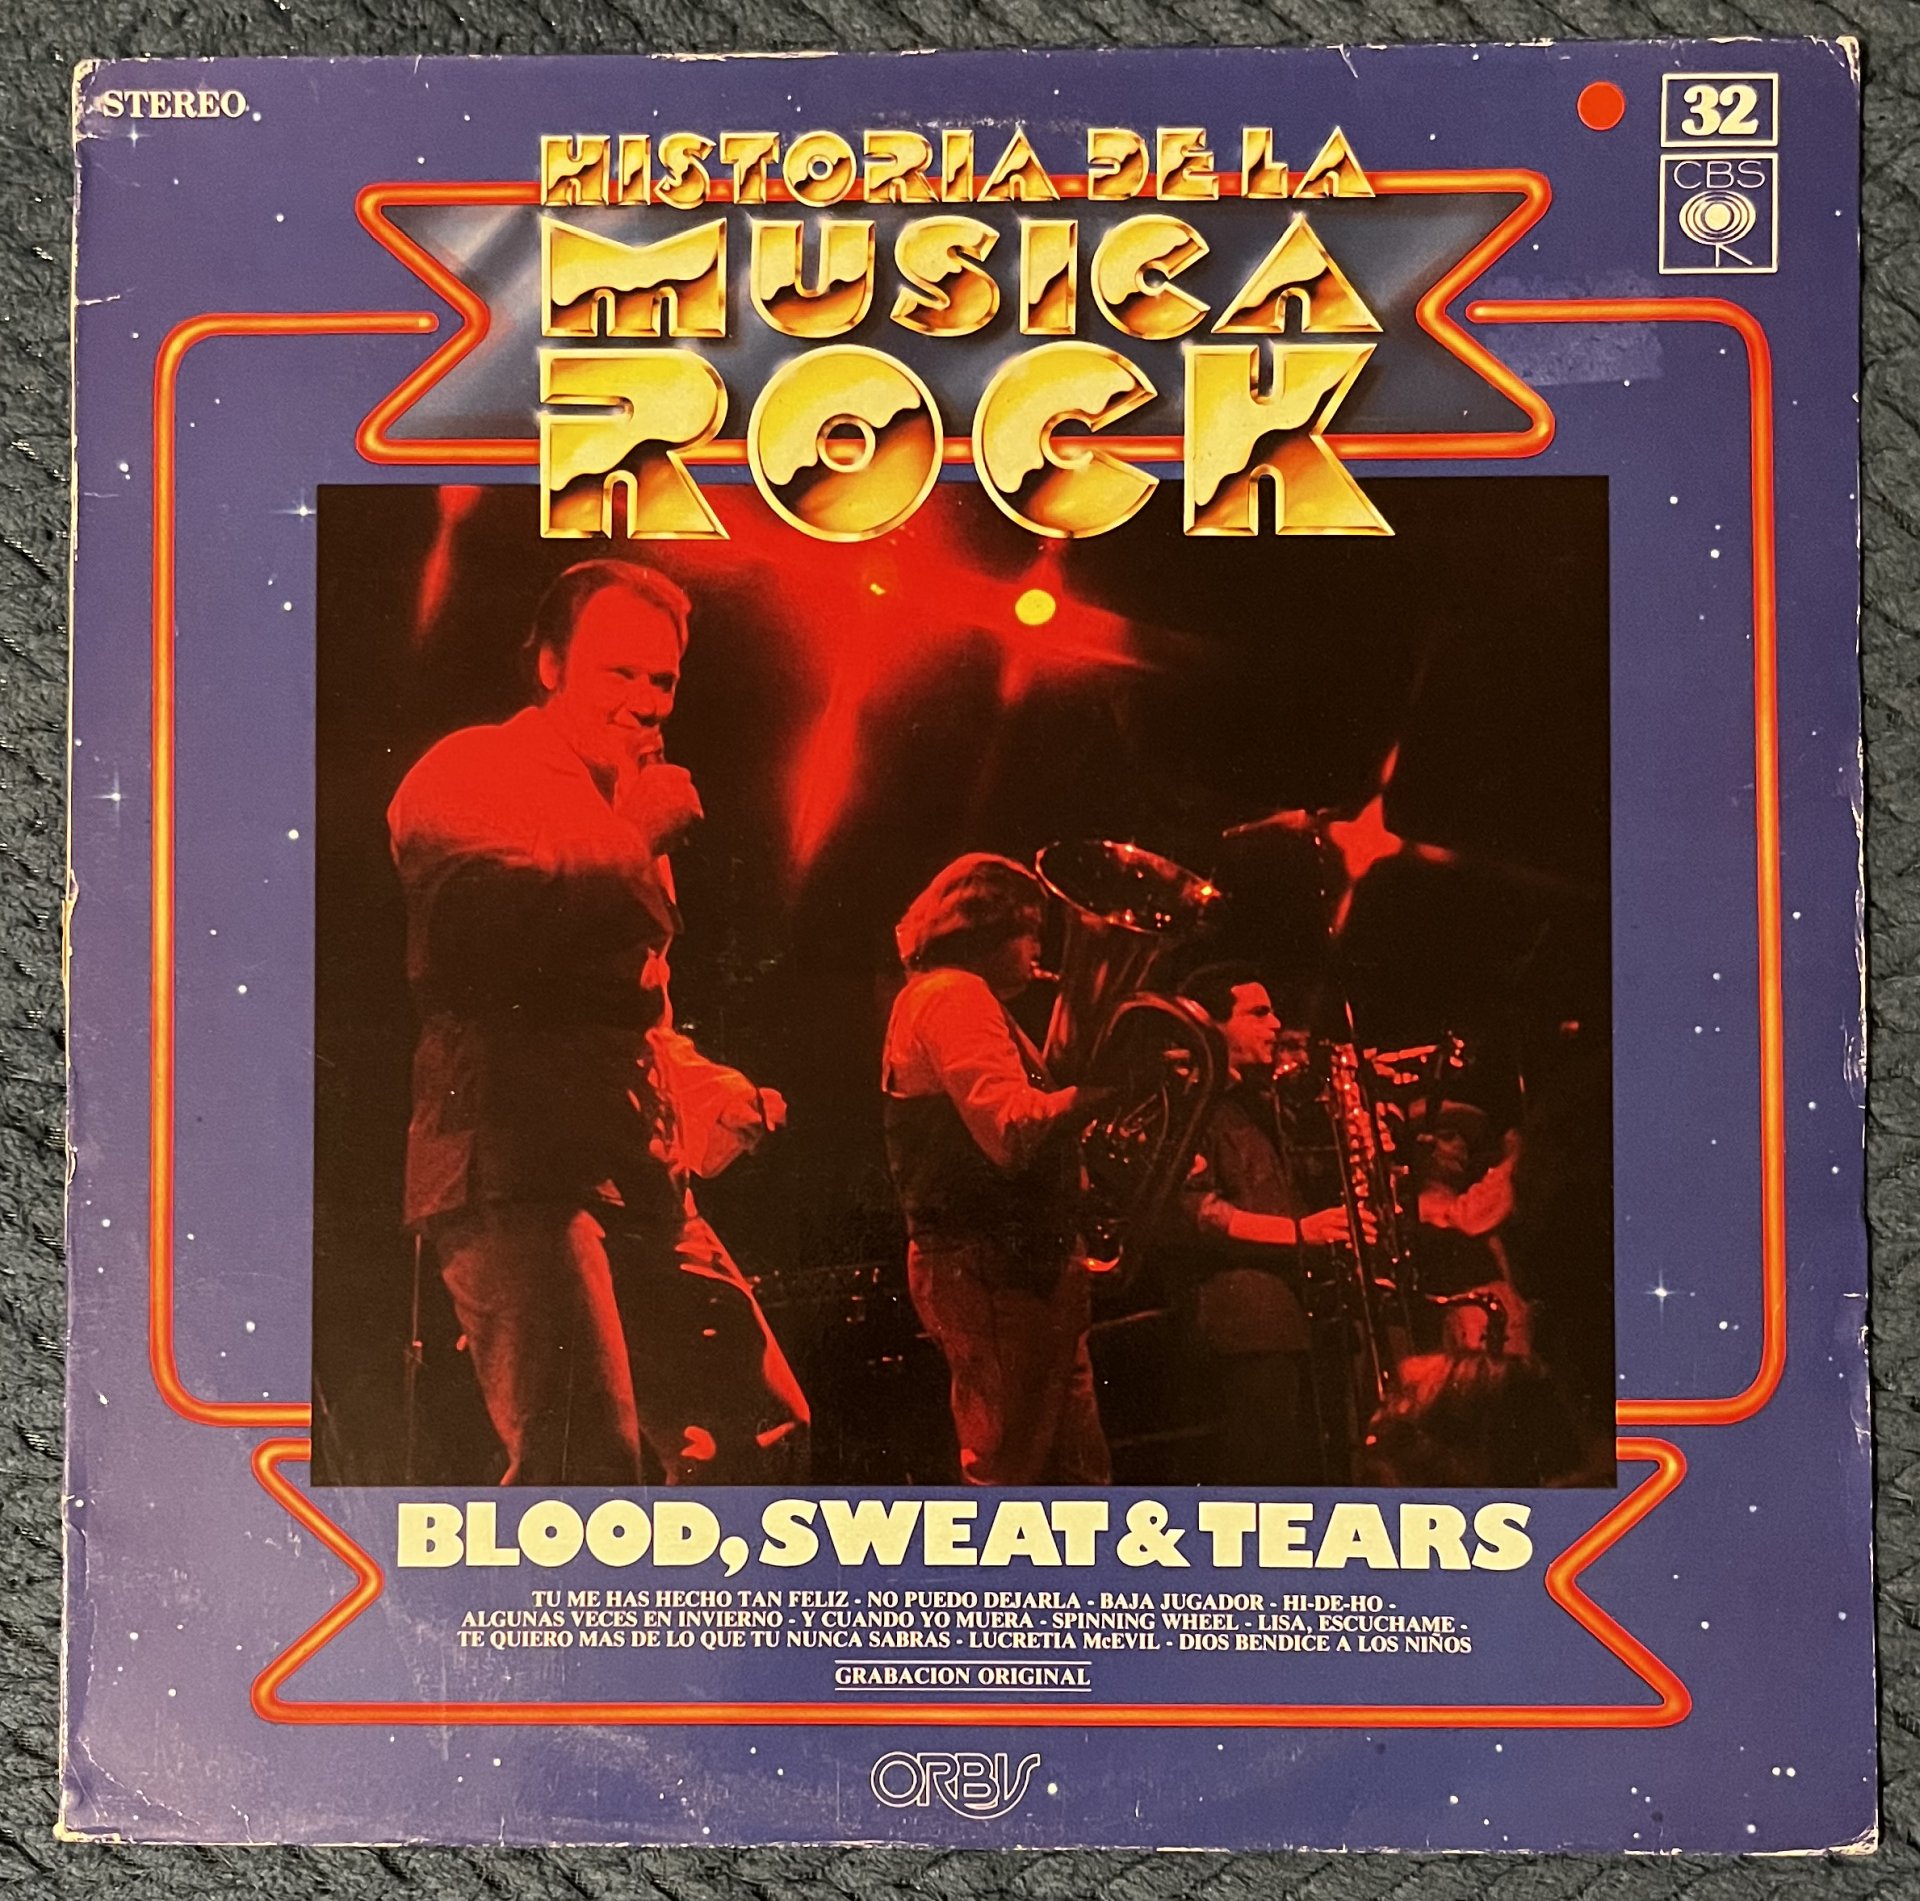 STEREO
32
CBS
HISTORIA DE LA
MUSICA
ROCK
BLOOD, SWEAT & TEARS
TU ME HAS HECHO TAN FELIZ - NO PUEDO DEJARLA - BAJA JUGADOR - HI-DE-HO -
ALGUNAS VECES EN INVIERNO - Y CUANDO YO MUERA - SPINNING WHEEL - LISA, ESCUCHAME -
TE QUIERO MAS DE LO QUE TU NUNCA SABRAS - LUCRETIA McEVIL - DIOS BENDICE A LOS NIÑOS
GRABACION ORIGINAL
ORBIS